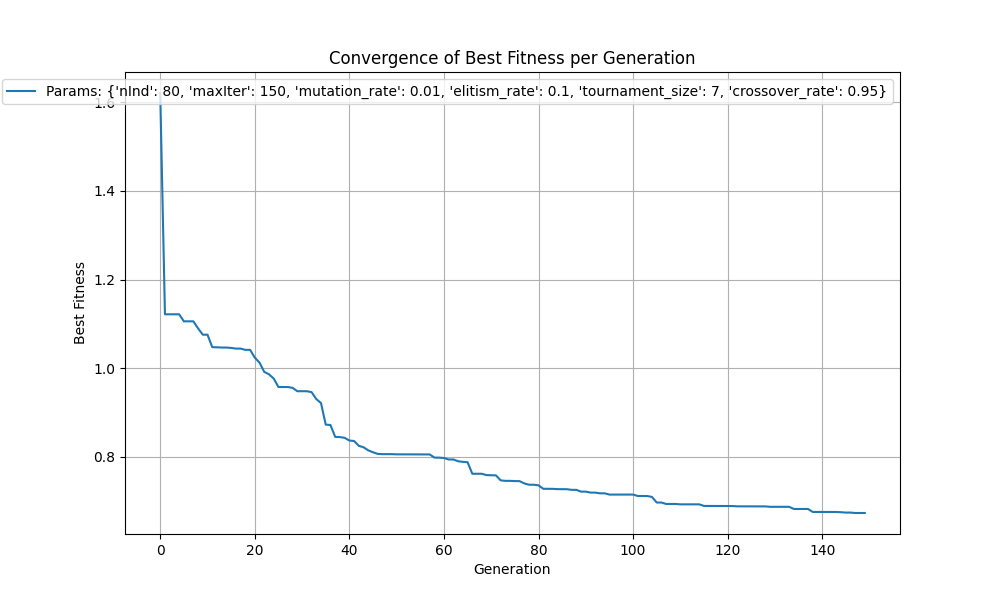 Convergence of Best Fitness per Generation
Params: {'nInd': 80, 'maxIter': 150, 'mutation_rate': 0.01, 'elitism_rate': 0.1, 'tournament_size': 7, 'crossover_rate': 0.95}
1.6
1.4
1.2
1.0
0.8
Best Fitness
0 20 40 60 80 100 120 140
Generation